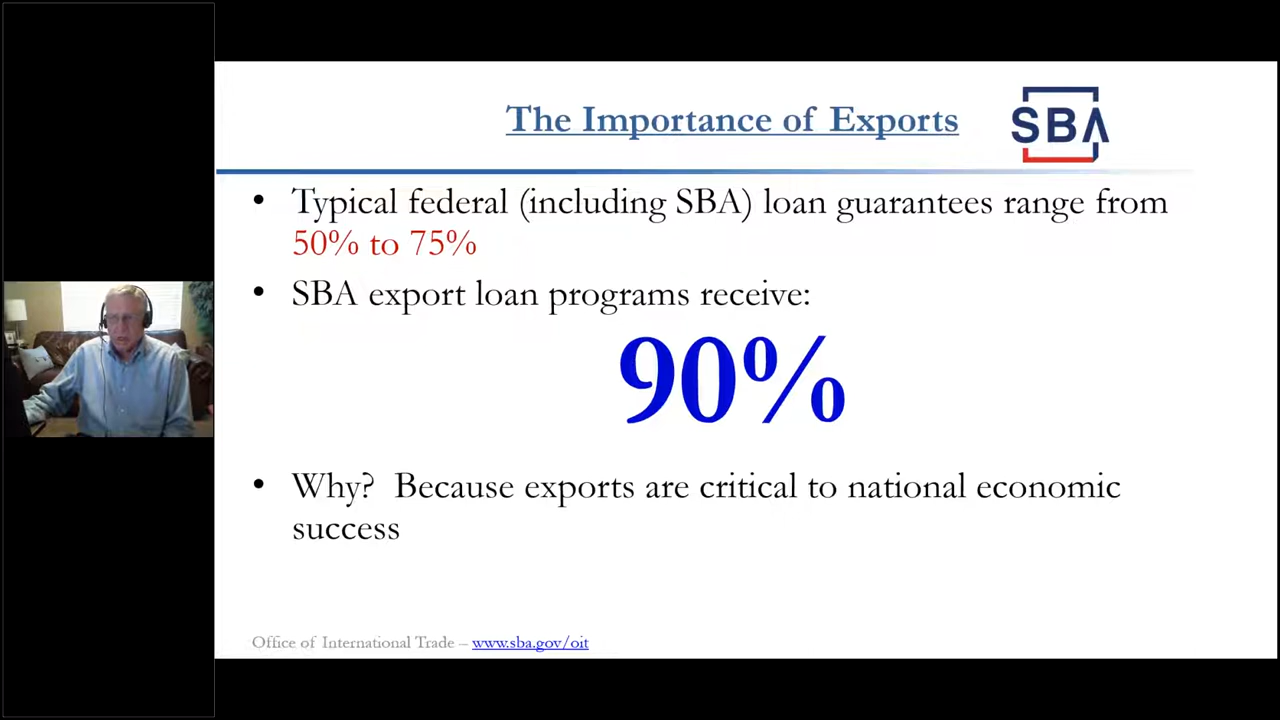 The Importance of Exports
SBA
• Typical federal (including SBA) loan guarantees range from
50% to 75%
• SBA export loan programs receive:
90%
• Why? Because exports are critical to national economic
success
Office of International Trade – www.sba.gov/oit